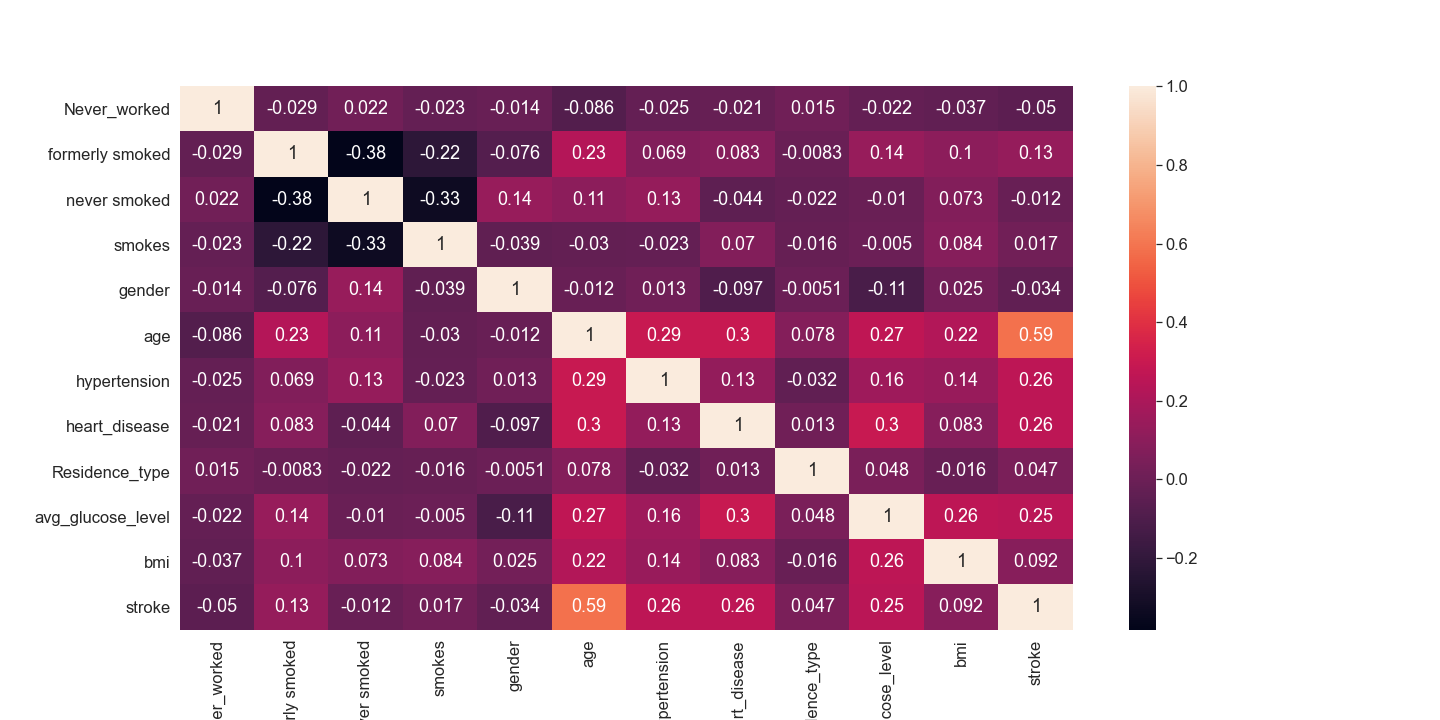 Never_worked 1 -0.029 0.022 -0.023 -0.014 -0.086 -0.025 -0.021 0.015 -0.022 -0.037 -0.05
formerly smoked -0.029 1 -0.38 -0.22 -0.076 0.23 0.069 0.083 -0.0083 0.14 0.1 0.13
never smoked 0.022 -0.38 1 -0.33 0.14 0.11 0.13 -0.044 -0.022 -0.01 0.073 -0.012
smokes -0.023 -0.22 -0.33 1 -0.039 -0.03 -0.023 0.07 -0.016 -0.005 0.084 0.017
gender -0.014 -0.076 0.14 -0.039 1 -0.012 0.013 -0.097 -0.0051 -0.11 0.025 -0.034
age -0.086 0.23 0.11 -0.03 -0.012 1 0.29 0.3 0.078 0.27 0.22 0.59
hypertension -0.025 0.069 0.13 -0.023 0.013 0.29 1 0.13 -0.032 0.16 0.14 0.26
heart_disease -0.021 0.083 -0.044 0.07 -0.097 0.3 0.13 1 0.013 0.3 0.083 0.26
Residence_type 0.015 -0.0083 -0.022 -0.016 -0.0051 0.078 -0.032 0.013 1 0.048 -0.016 0.047
avg_glucose_level -0.022 0.14 -0.01 -0.005 -0.11 0.27 0.16 0.3 0.048 1 0.26 0.25
bmi -0.037 0.1 0.073 0.084 0.025 0.22 0.14 0.083 -0.016 0.26 1 0.092
stroke -0.05 0.13 -0.012 0.017 -0.034 0.59 0.26 0.26 0.047 0.25 0.092 1
er_worked
rly smoked
ver smoked
smokes
gender
age
pertension
rt_disease
dence_type
cose_level
bmi
stroke
1.0
0.8
0.6
0.4
0.2
0.0
−0.2